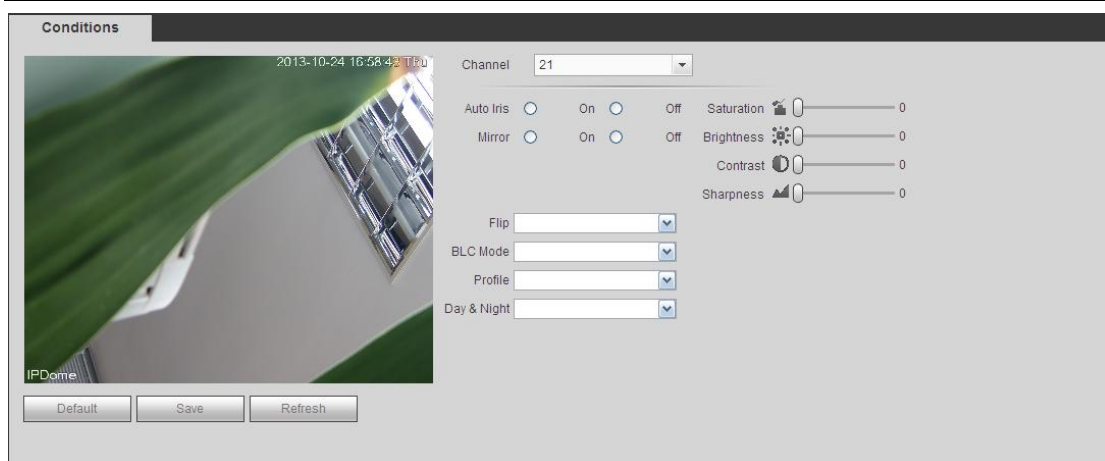 Conditions
2013-10-24 16:58:43 Thu
IPDome
Default Save Refresh
Channel 21
Auto Iris On Off
Mirror On Off
Flip
BLC Mode
Profile
Day & Night
Saturation 0
Brightness 0
Contrast 0
Sharpness 0